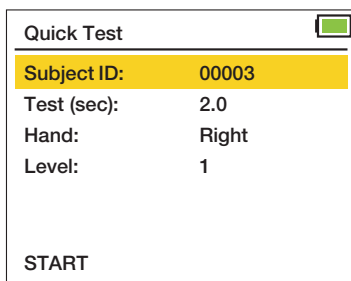 Quick Test
Subject ID: 00003
Test (sec): 2.0
Hand: Right
Level: 1
START